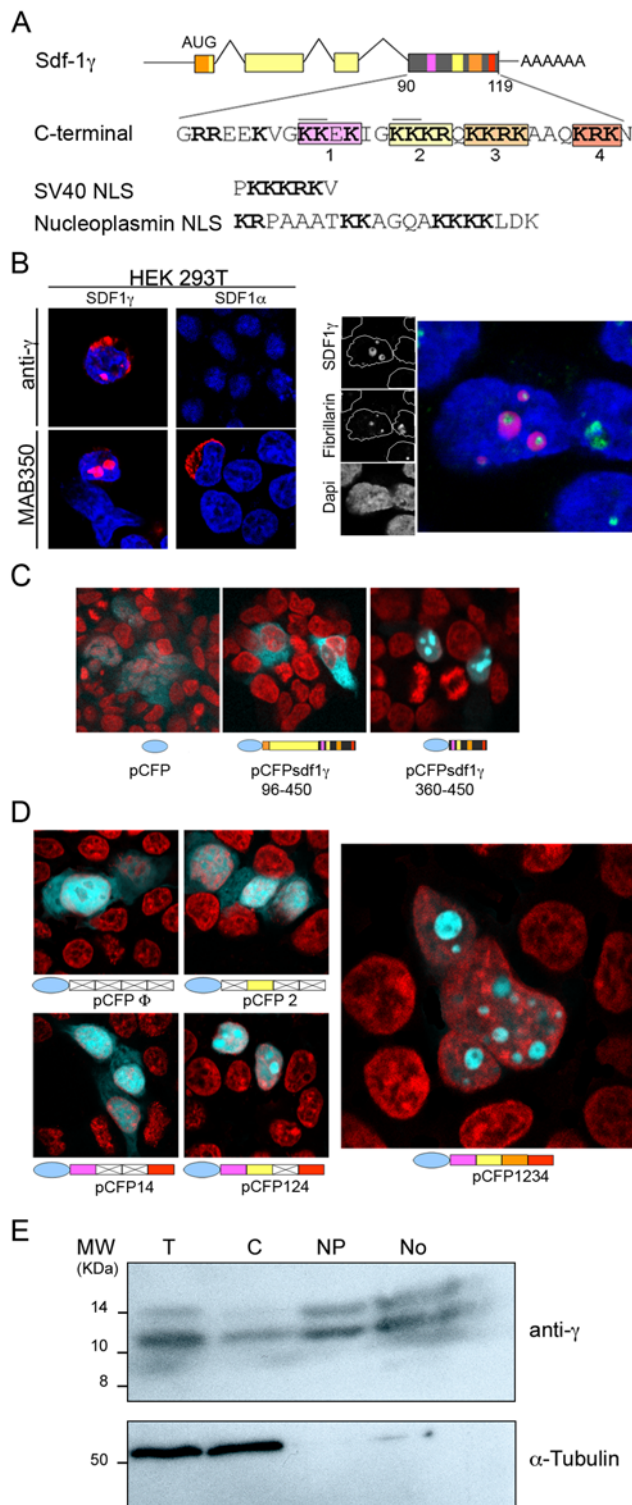 A
AUG
Sdf-1γ
AAAAAA
90 119
C-terminal GRREEKVGKKEKIGKKKRQKKRKAAQKRKN
1 2 3 4
SV40 NLS PKKKRKV
Nucleoplasmin NLS KRPAAATKKAGQAKKKKLDK
B
HEK 293T
SDF1γ SDF1α
anti-γ
MAB350
SDF1γ
Fibrillarin
Dapi
C
pCFP
pCFPsdf1γ
96-450
pCFPsdf1γ
360-450
D
pCFP Φ
pCFP 2
pCFP14
pCFP124
pCFP1234
E
MW
(KDa)
T C NP No
14
10
8
anti-γ
50
α-Tubulin